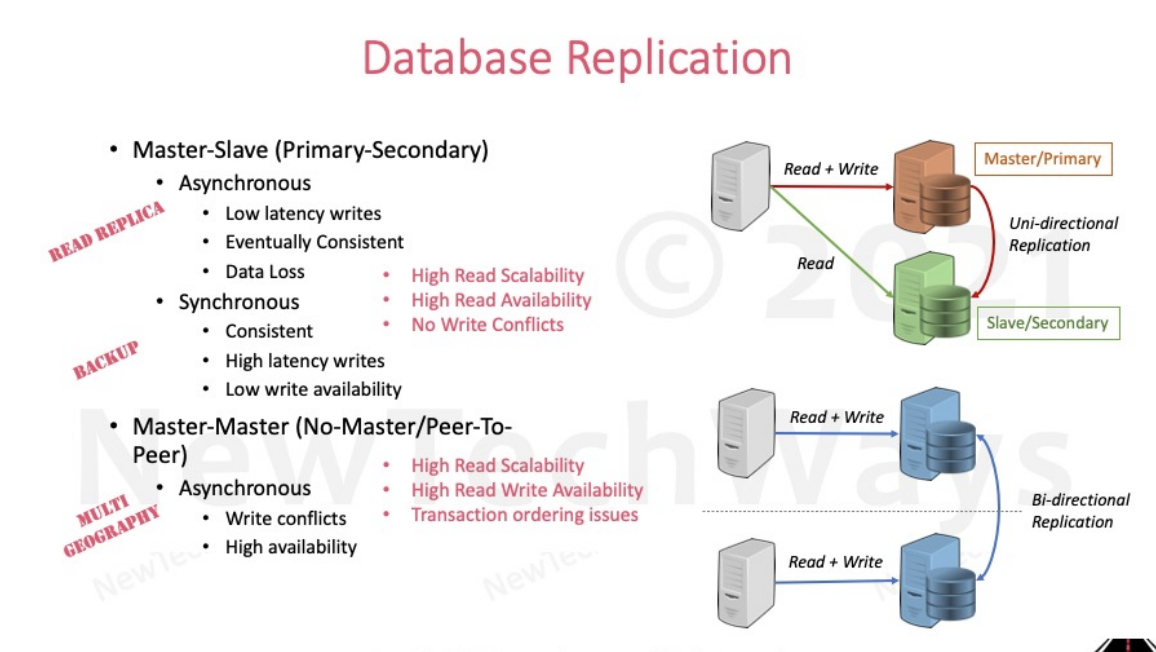 Database Replication
• Master-Slave (Primary-Secondary)
• Asynchronous
• Low latency writes
• Eventually Consistent
• Data Loss
READ REPLICA
• Synchronous
• Consistent
• High latency writes
• Low write availability
BACKUP
• High Read Scalability
• High Read Availability
• No Write Conflicts
• Master-Master (No-Master/Peer-To-
Peer)
• Asynchronous
• Write conflicts
• High availability
MULTI
GEOGRAPHY
• High Read Scalability
• High Read Write Availability
• Transaction ordering issues
Read + Write
Master/Primary
Uni-directional
Replication
Read
Slave/Secondary
Read + Write
Bi-directional
Replication
Read + Write
© 2021
NewTechWays
NewTec
NewTec